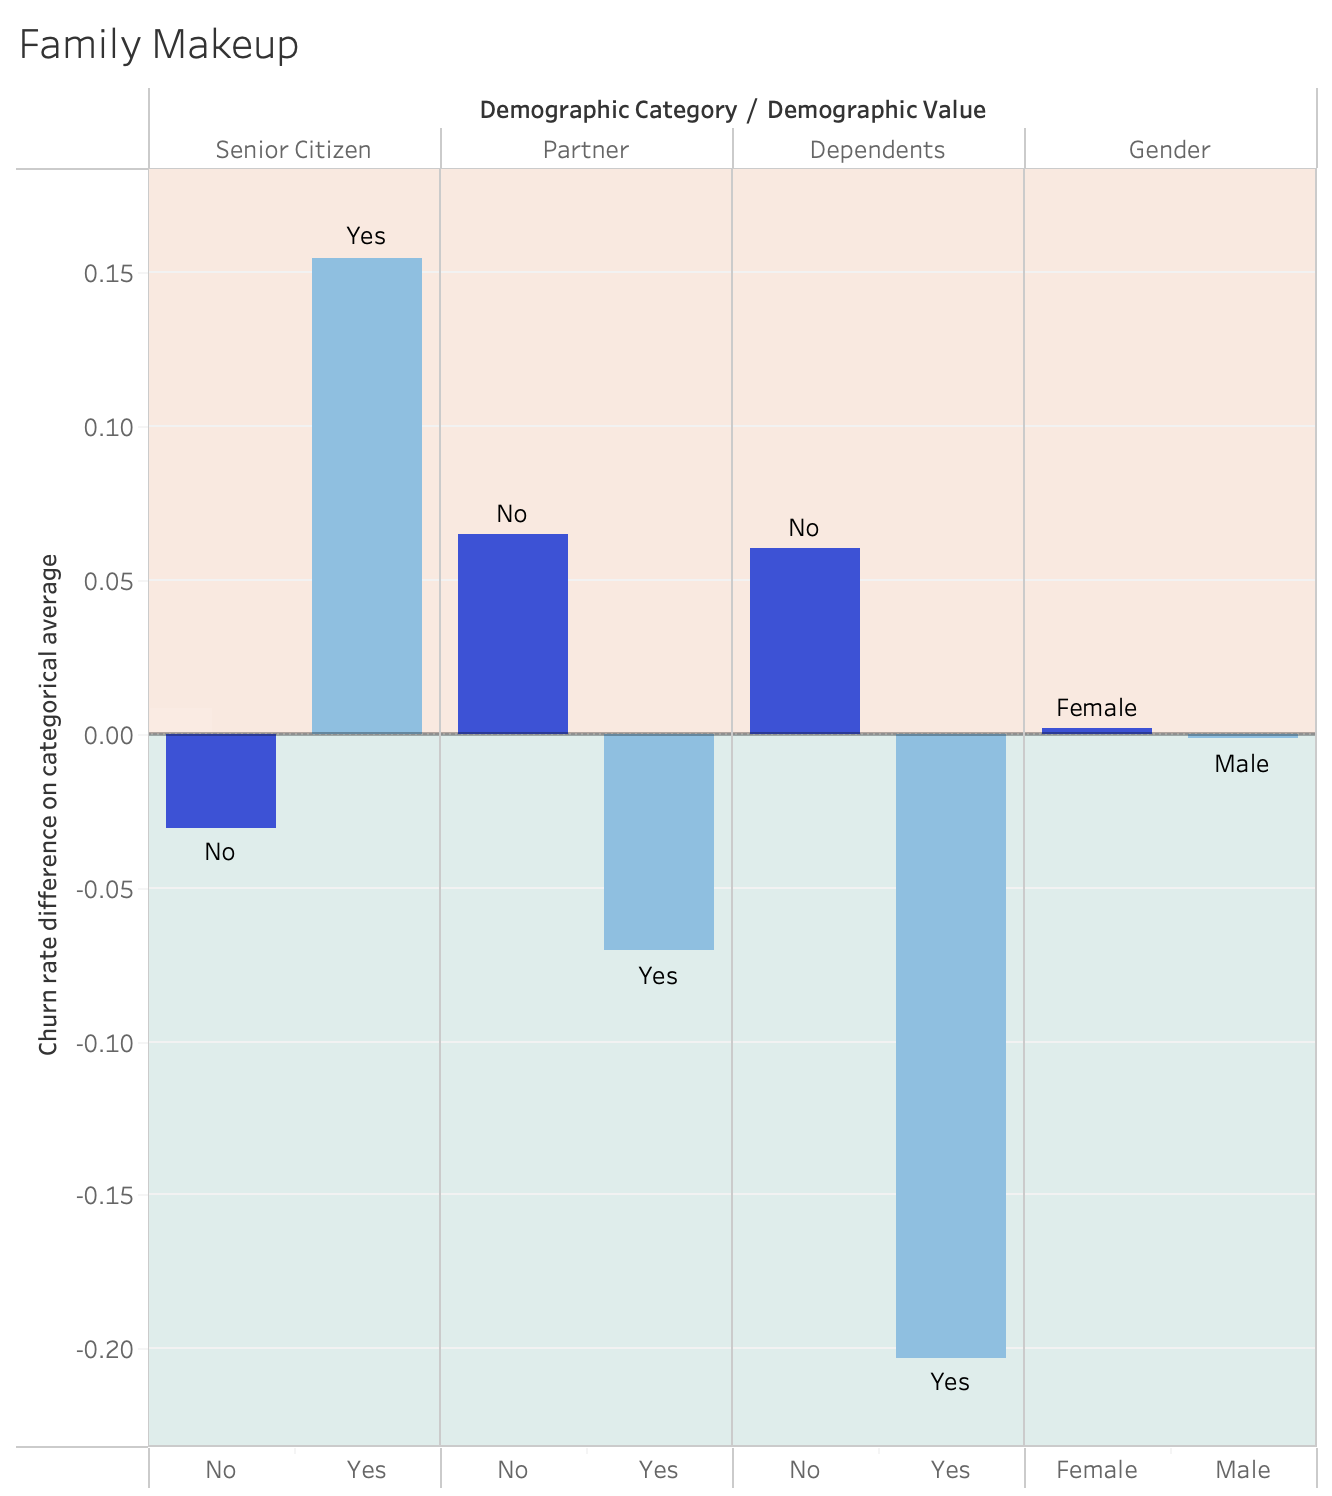 Family Makeup
Demographic Category / Demographic Value
Senior Citizen Partner Dependents Gender
Yes
0.15
0.10
No No
0.05
Female
0.00
Male
No
-0.05
Yes
-0.10
-0.15
-0.20
Yes
Churn rate difference on categorical average
No Yes No Yes No Yes Female Male